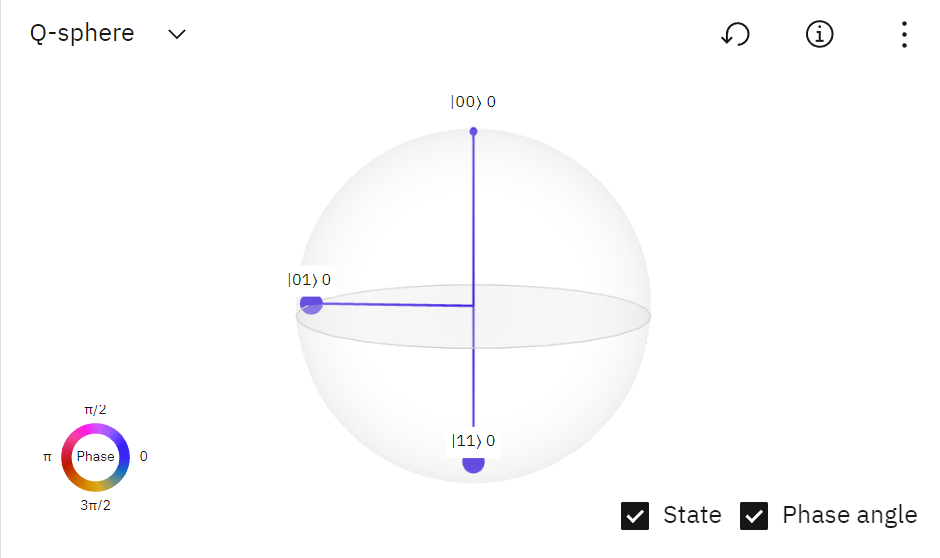 Q-sphere
|00⟩ 0
|01⟩ 0
|11⟩ 0
π/2
π Phase 0
3π/2
State Phase angle